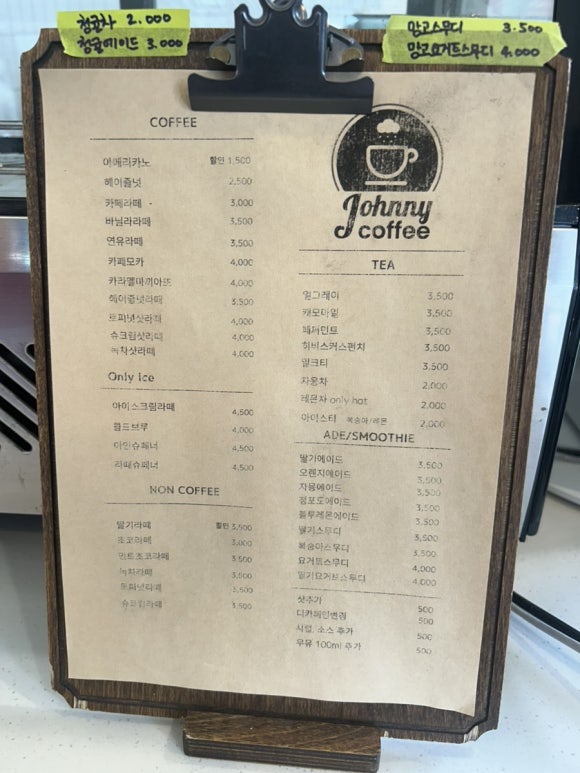 청귤차 2.000
청귤에이드 3.000
망고스무디 3.500
망고요거트스무디 4.000
COFFEE
아메리카노 할인 1,500
헤이즐넛 2,500
카페라떼 3,000
바닐라라떼 3,500
연유라떼 3,500
카페모카 4,000
카라멜마끼아또 4,000
헤이즐넛라떼 3,500
토피넛샷라떼 4,000
슈크림샷라떼 4,000
녹차샷라떼 4,000
Only ice
아이스크림라떼 4,500
콜드브루 4,000
아인슈페너 4,500
라떼슈페너 4,500
NON COFFEE
딸기라떼 할인 3,500
초코라떼 3,000
민트초코라떼 3,500
녹차라떼 3,500
토피넛라떼 3,500
슈크림라떼 3,500
Johnny
coffee
TEA
얼그레이 3,500
캐모마일 3,500
페퍼민트 3,500
히비스커스펀치 3,500
밀크티 3,500
자몽차 2,000
레몬차 only hot 2,000
아이스티 복숭아/레몬 2,000
ADE/SMOOTHIE
딸기에이드 3,500
오렌지에이드 3,500
자몽에이드 3,500
청포도에이드 3,500
블루레몬에이드 3,500
딸기스무디 3,500
복숭아스무디 3,500
요거트스무디 4,000
딸기요거트스무디 4,000
샷추가 500
디카페인변경 500
시럽, 소스 추가 500
우유 100ml 추가 500